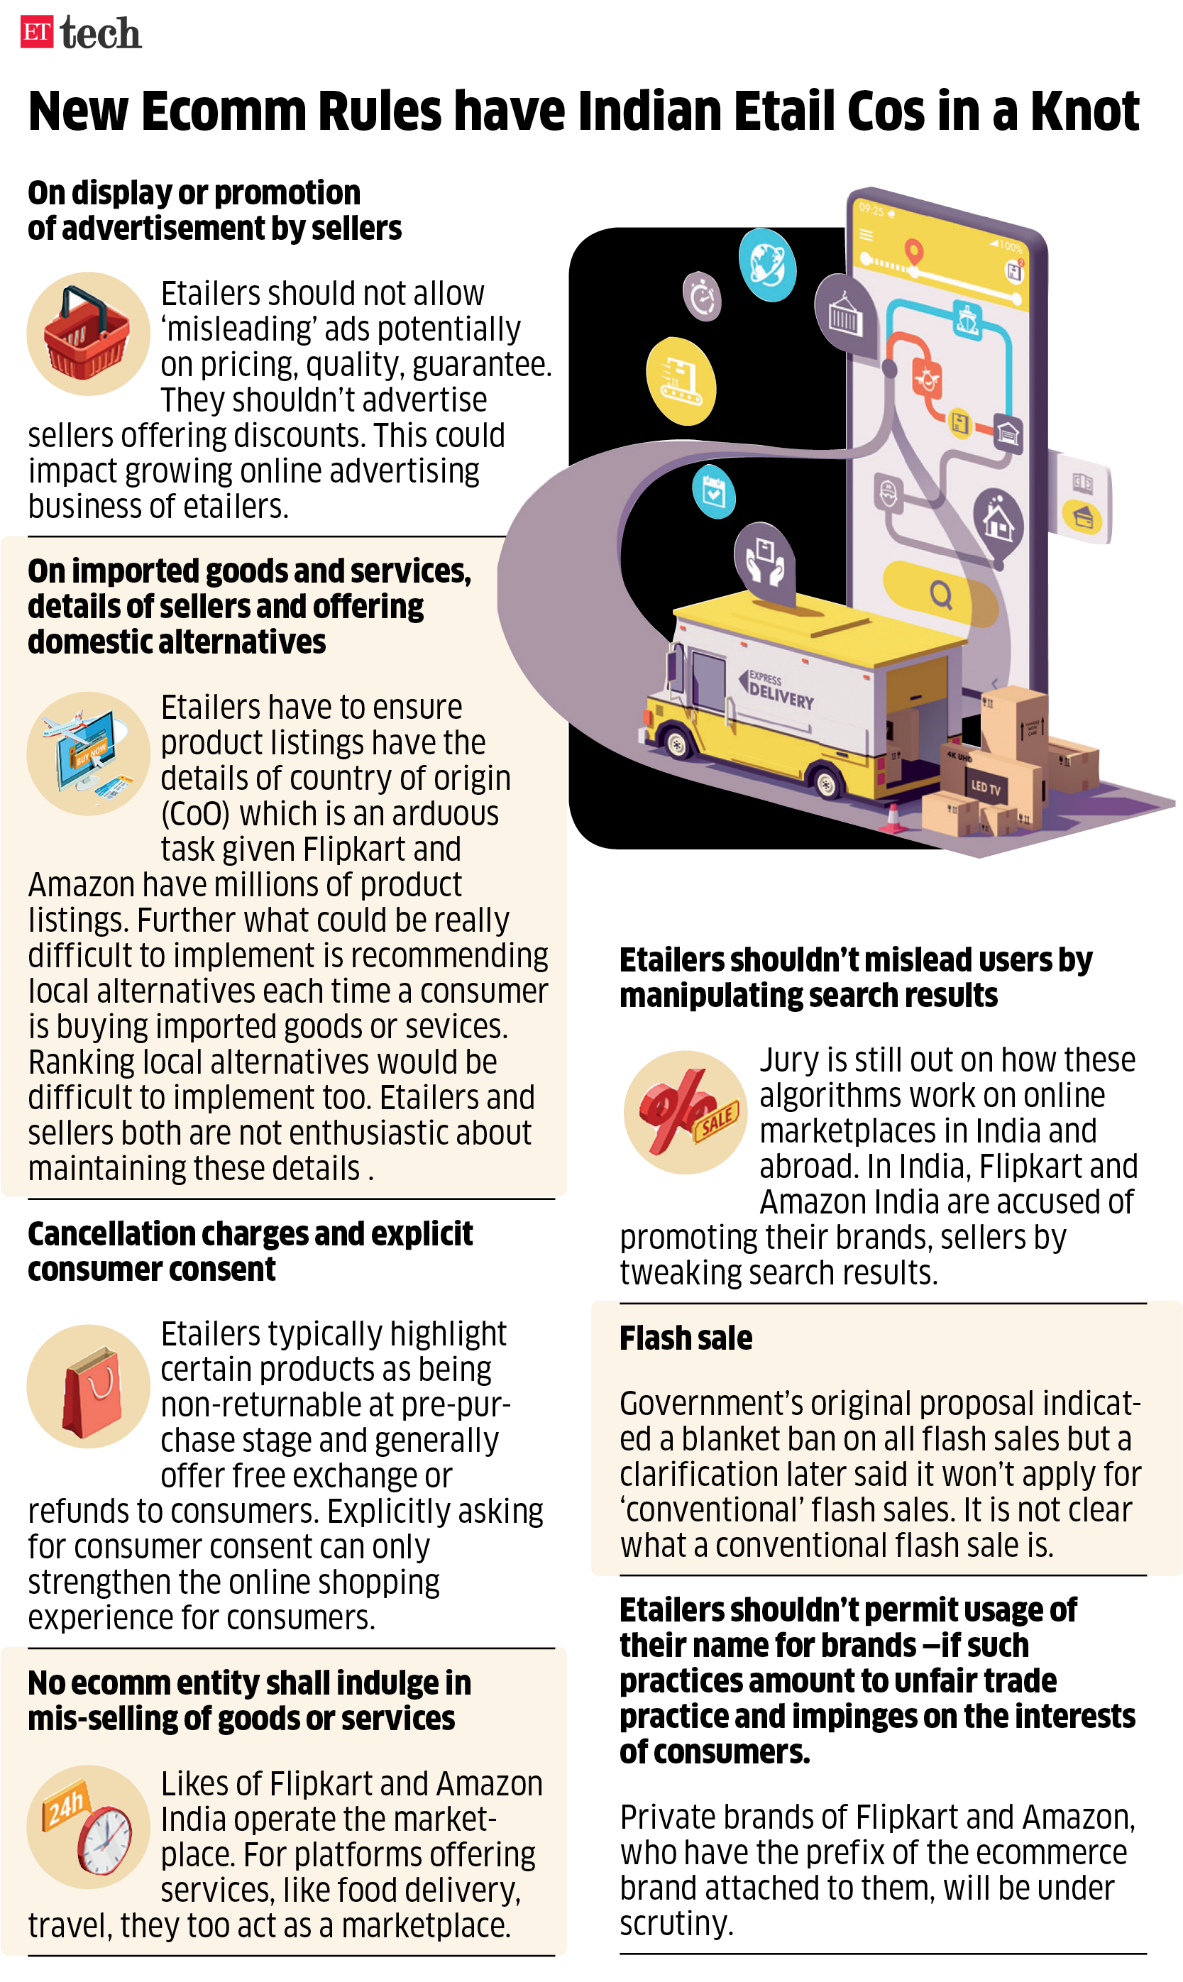 ET tech
New Ecomm Rules have Indian Etail Cos in a Knot
On display or promotion
of advertisement by sellers
Etailers should not allow
‘misleading’ ads potentially
on pricing, quality, guarantee.
They shouldn’t advertise
sellers offering discounts. This could
impact growing online advertising
business of etailers.
On imported goods and services,
details of sellers and offering
domestic alternatives
BUY NOW
Etailers have to ensure
product listings have the
details of country of origin
(CoO) which is an arduous
task given Flipkart and
Amazon have millions of product
listings. Further what could be really
difficult to implement is recommending
local alternatives each time a consumer
is buying imported goods or sevices.
Ranking local alternatives would be
difficult to implement too. Etailers and
sellers both are not enthusiastic about
maintaining these details .
Cancellation charges and explicit
consumer consent
Etailers typically highlight
certain products as being
non-returnable at pre-pur-
chase stage and generally
offer free exchange or
refunds to consumers. Explicitly asking
for consumer consent can only
strengthen the online shopping
experience for consumers.
No ecomm entity shall indulge in
mis-selling of goods or services
24h
Likes of Flipkart and Amazon
India operate the market-
place. For platforms offering
services, like food delivery,
travel, they too act as a marketplace.
09:25
100%
EXPRESS
DELIVERY
4K UHD
LED TV
Etailers shouldn’t mislead users by
manipulating search results
SALE
Jury is still out on how these
algorithms work on online
marketplaces in India and
abroad. In India, Flipkart and
Amazon India are accused of
promoting their brands, sellers by
tweaking search results.
Flash sale
Government’s original proposal indicat-
ed a blanket ban on all flash sales but a
clarification later said it won’t apply for
‘conventional’ flash sales. It is not clear
what a conventional flash sale is.
Etailers shouldn’t permit usage of
their name for brands –if such
practices amount to unfair trade
practice and impinges on the interests
of consumers.
Private brands of Flipkart and Amazon,
who have the prefix of the ecommerce
brand attached to them, will be under
scrutiny.